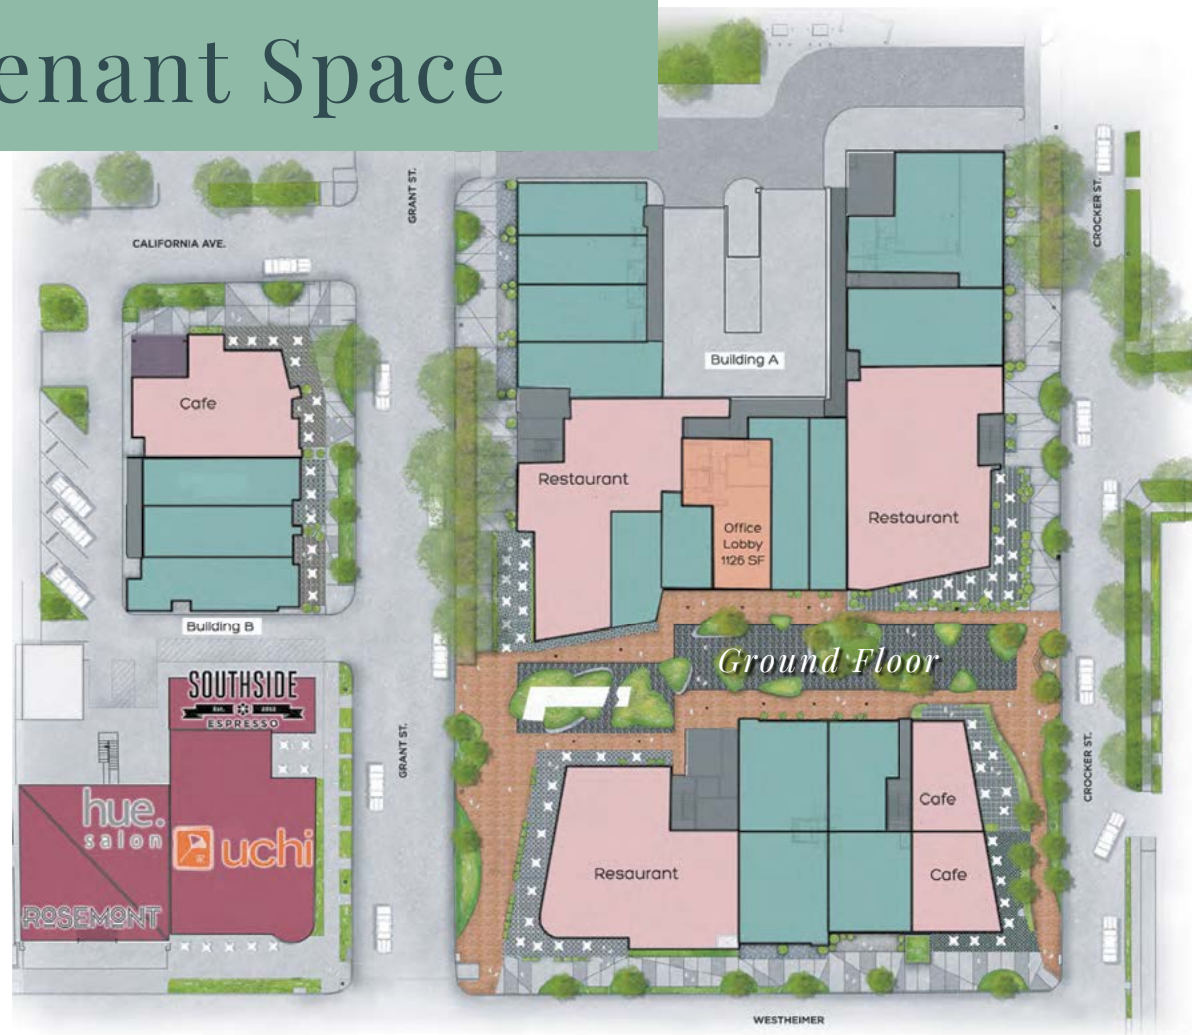 enant Space
GRANT ST.
CROCKER ST.
CALIFORNIA AVE.
Building A
Cafe
Restaurant
Restaurant
Office
Lobby
1126 SF
Building B
Ground Floor
SOUTHSIDE
ESPRESSO
GRANT ST.
CROCKER ST.
hue.
salon
uchi
Cafe
Resaurant
Cafe
ROSEMONT
WESTHEIMER